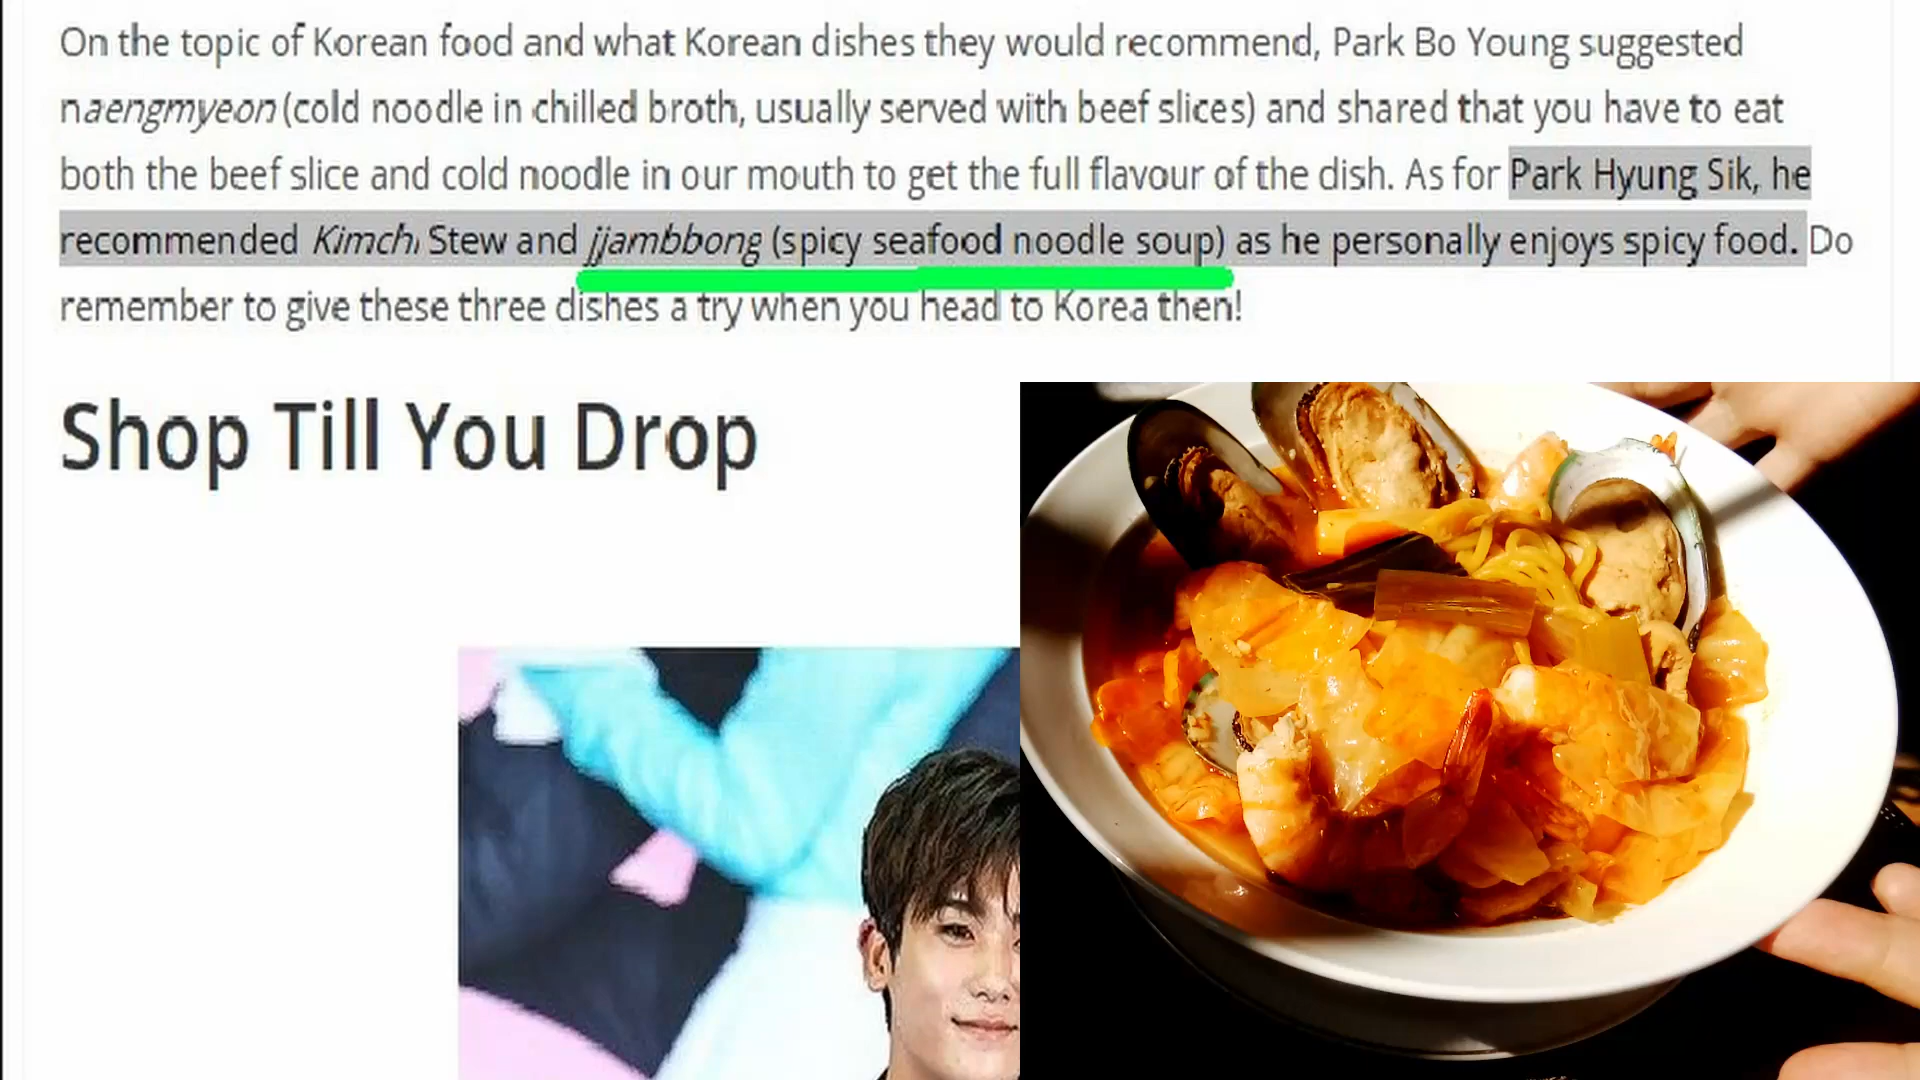 On the topic of Korean food and what Korean dishes they would recommend, Park Bo Young suggested
naengmyeon (cold noodle in chilled broth, usually served with beef slices) and shared that you have to eat
both the beef slice and cold noodle in our mouth to get the full flavour of the dish. As for Park Hyung Sik, he
recommended Kimchi Stew and jjambbong (spicy seafood noodle soup) as he personally enjoys spicy food. Do
remember to give these three dishes a try when you head to Korea then!
Shop Till You Drop